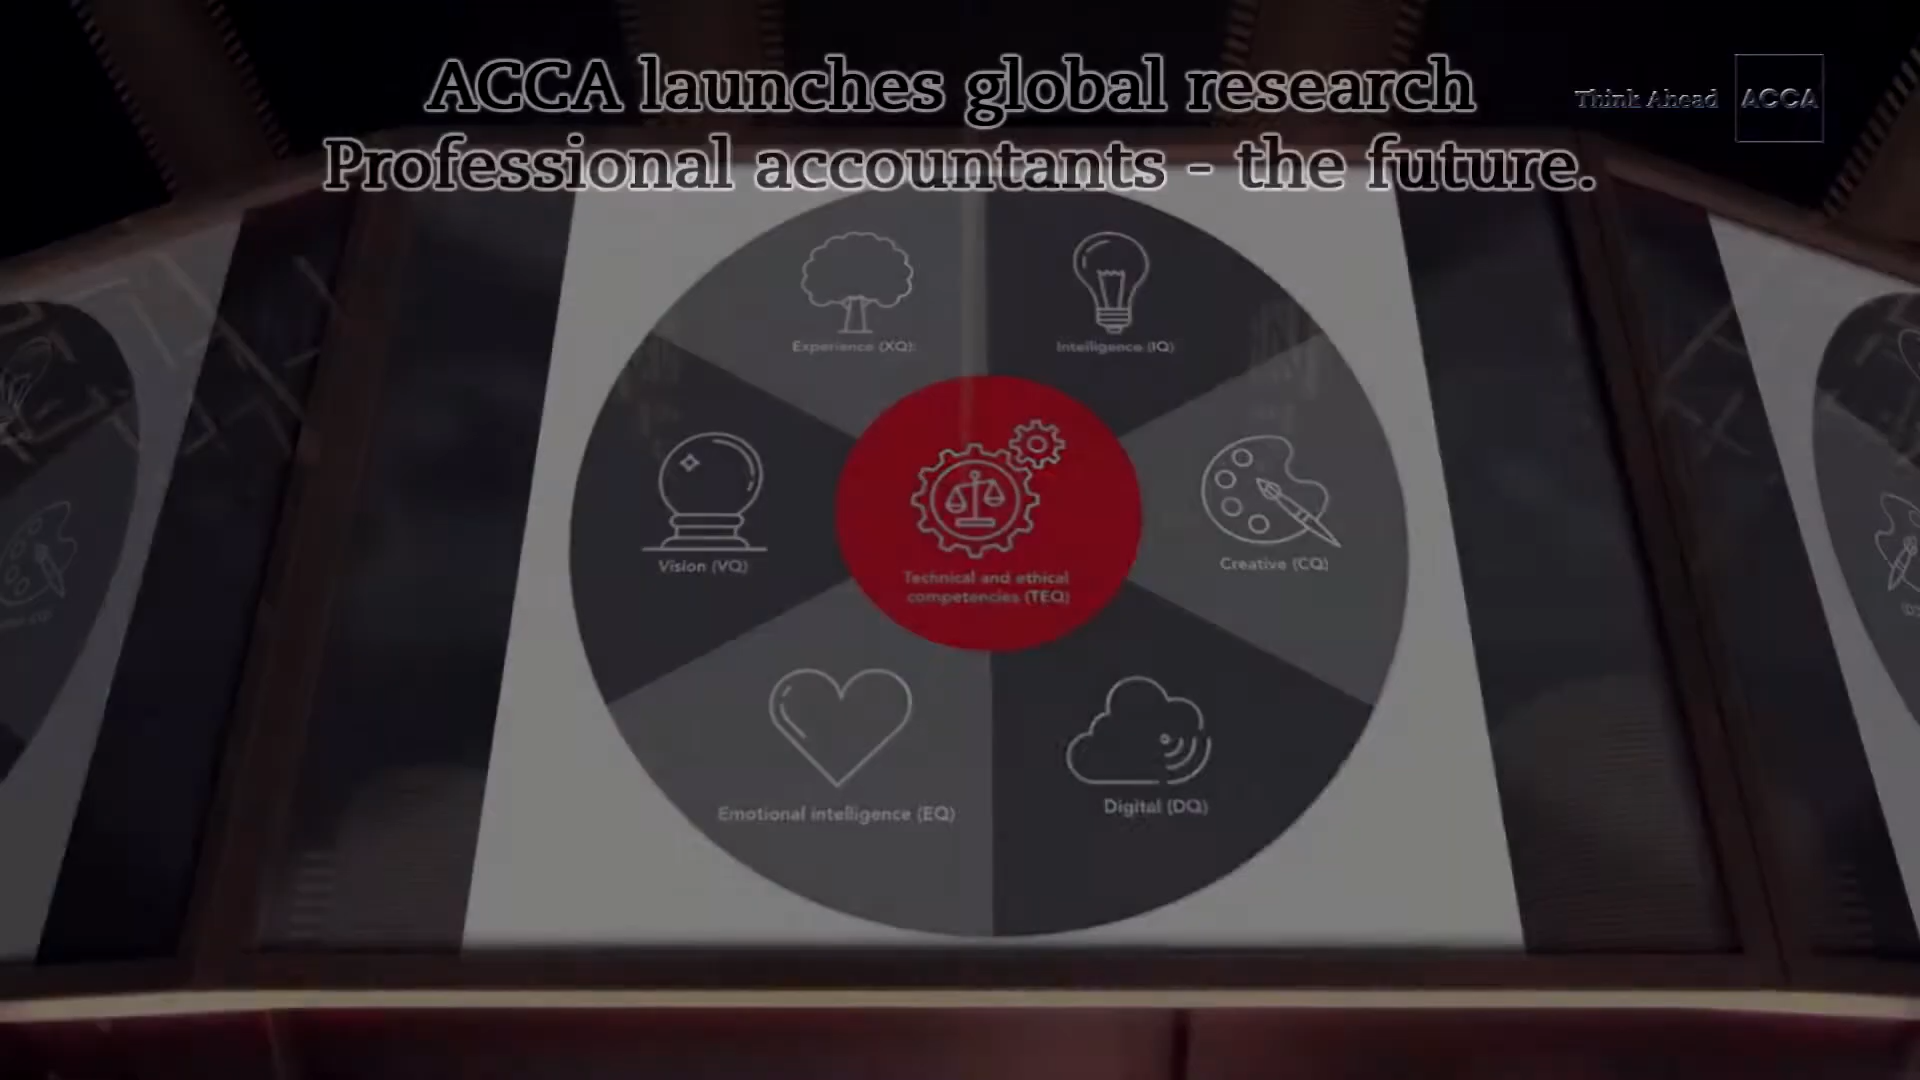 ACCA launches global research
Professional accountants - the future.
Think Ahead ACCA
Experience (XQ)
Intelligence (IQ)
Vision (VQ)
Technical and ethical
competencies (TEQ)
Creative (CQ)
Emotional intelligence (EQ)
Digital (DQ)